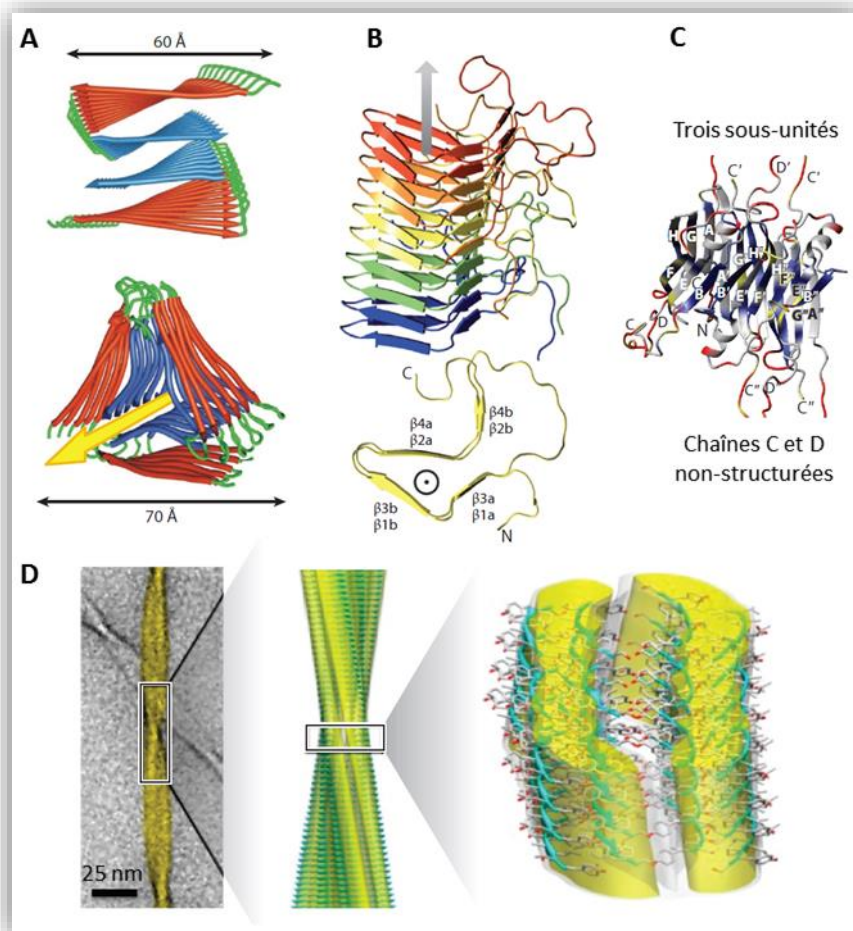 A
60 Å
70 Å
B
C
β4a
β2a
β4b
β2b
β3b
β1b
β3a
β1a
N
C
Trois sous-unités
C' D' C'
H G A
G' H'
H" E"
F E C B A' B' E' F' F" B"
G"A"
C D N
C" D" C"
Chaînes C et D
non-structurées
D
25 nm